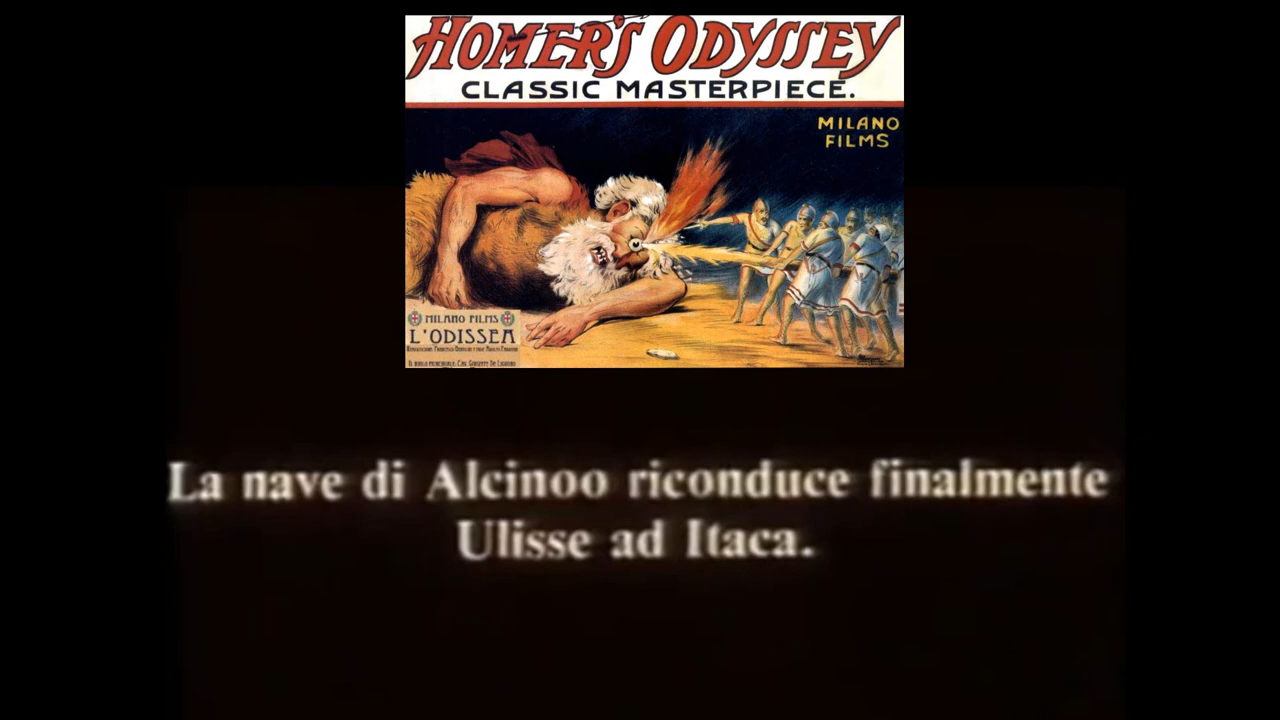 HOMER'S ODYSSEY
CLASSIC MASTERPIECE.
MILANO
FILMS
MILANO FILMS
L'ODISSEA
La nave di Alcinoo riconduce finalmente
Ulisse ad Itaca.